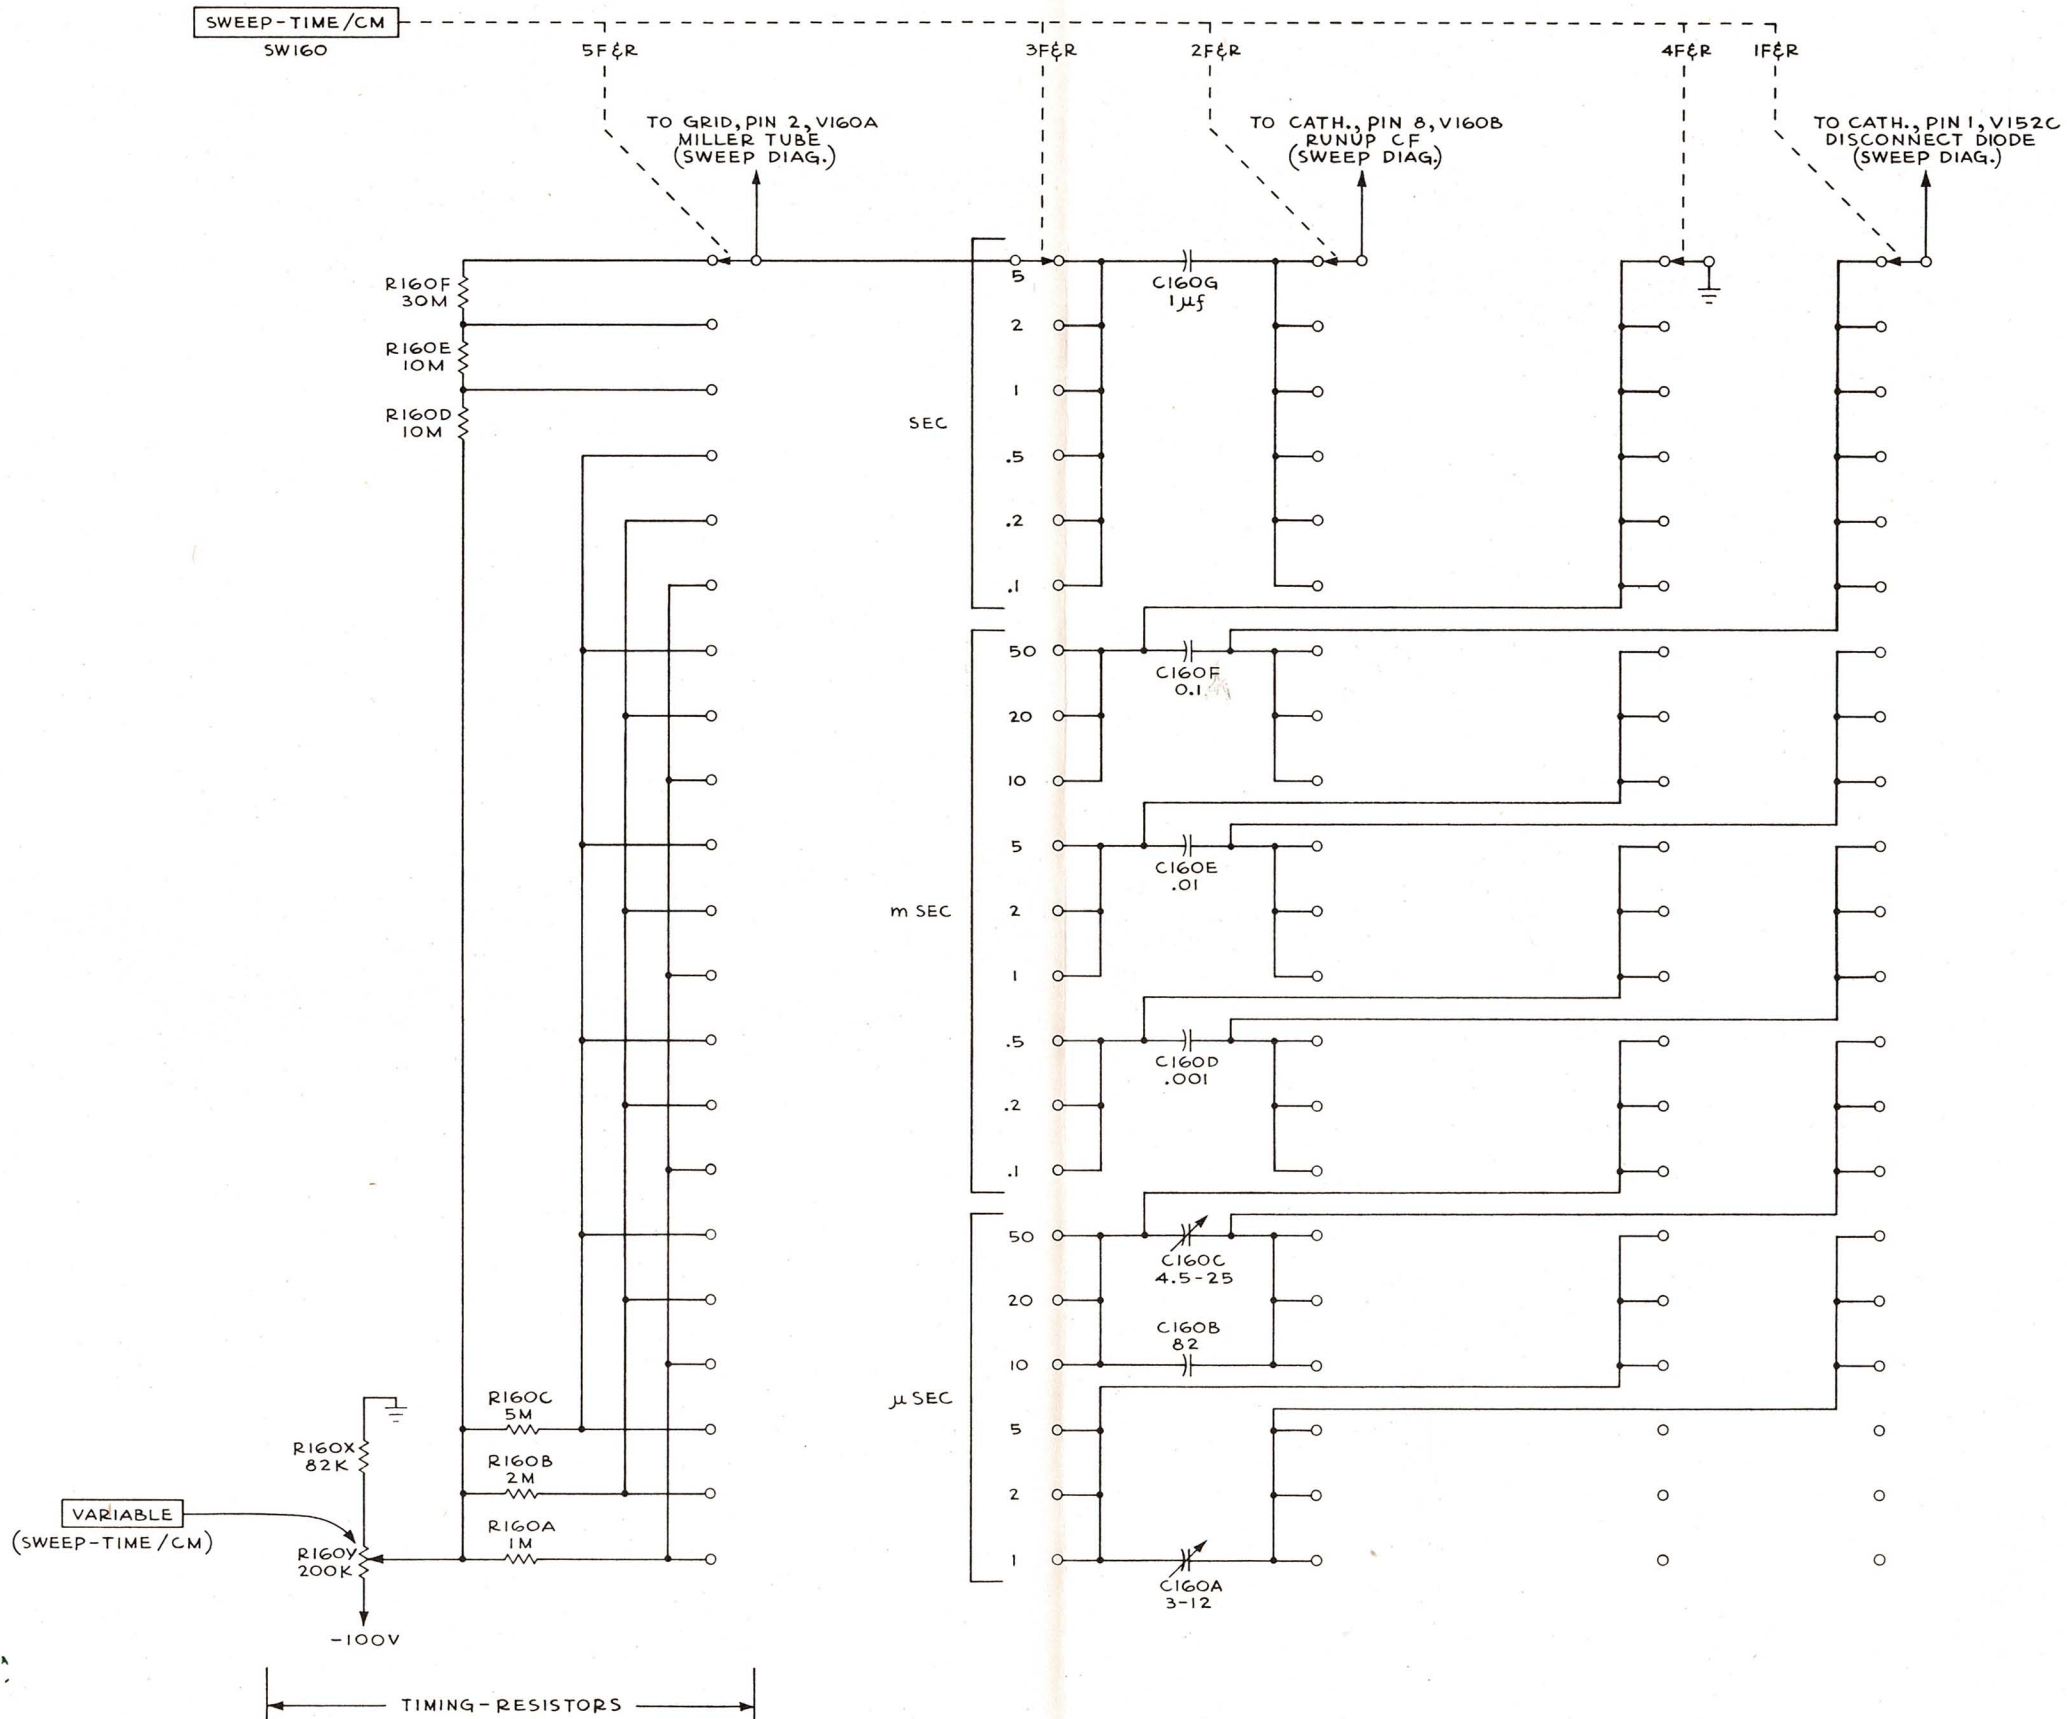 SWEEP-TIME/CM
SW160
5F&R
3F&R
2F&R
4F&R
1F&R
TO GRID, PIN 2, V160A
MILLER TUBE
(SWEEP DIAG.)
TO CATH., PIN 8, V160B
RUNUP CF
(SWEEP DIAG.)
TO CATH., PIN 1, V152C
DISCONNECT DIODE
(SWEEP DIAG.)
R160F
30M
R160E
10M
R160D
10M
SEC
5
2
1
.5
.2
.1
C160G
1µf
m SEC
50
20
10
5
2
1
.5
.2
.1
C160F
0.1
C160E
.01
C160D
.001
µ SEC
50
20
10
5
2
1
C160C
4.5-25
C160B
82
C160A
3-12
R160C
5M
R160B
2M
R160A
1M
R160X
82K
VARIABLE
(SWEEP-TIME/CM)
R160Y
200K
-100V
TIMING-RESISTORS